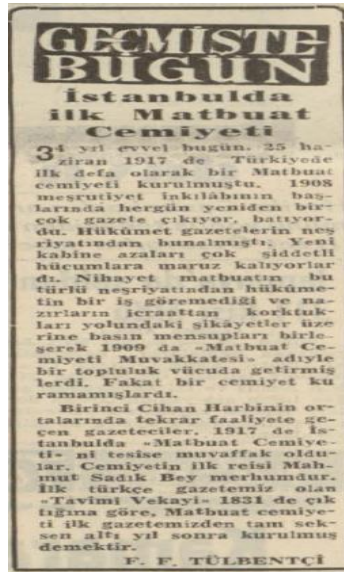 GEÇMİŞTE
BUGÜN
İstanbulda
ilk Matbuat
Cemiyeti
34 yıl evvel bugün, 25 ha-
ziran 1917 de Türkiyede
ilk defa olarak bir Matbuat
cemiyeti kurulmuştu. 1908
meşrutiyet inkılâbının baş-
larında hergün yeniden bir-
çok gazete çıkıyor, batıyor-
du. Hükûmet gazetelerin neş
riyatından bunalmıştı. Yeni
kabine azaları çok şiddetli
hücumlara maruz kalıyorlar
dı. Nihayet matbuatın bu
türlü neşriyatından hükûme-
tin bir iş göremediği ve na-
zırların icraattan korktuk-
ları yolundaki şikâyetler üze
rine basın mensupları birle-
şerek 1909 da «Matbuat Ce-
miyeti Muvakkatesi» adıyle
bir topluluk vücuda getirmiş
lerdi. Fakat bir cemiyet ku
ramamışlardı.
Birinci Cihan Harbinin or-
talarında tekrar faaliyete ge-
çen gazeteciler, 1917 de İs-
tanbulda «Matbuat Cemiye-
ti» ni tesise muvaffak oldu-
lar. Cemiyetin ilk reisi Mah-
mut Sadık Bey merhumdur.
İlk türkçe gazetemiz olan
«Tavimi Vekayi» 1831 de çık
tığına göre, Matbuat cemiye-
ti ilk gazetemizden tam sek-
sen altı yıl sonra kurulmuş
demektir.
F. F. TÜLBENTÇİ